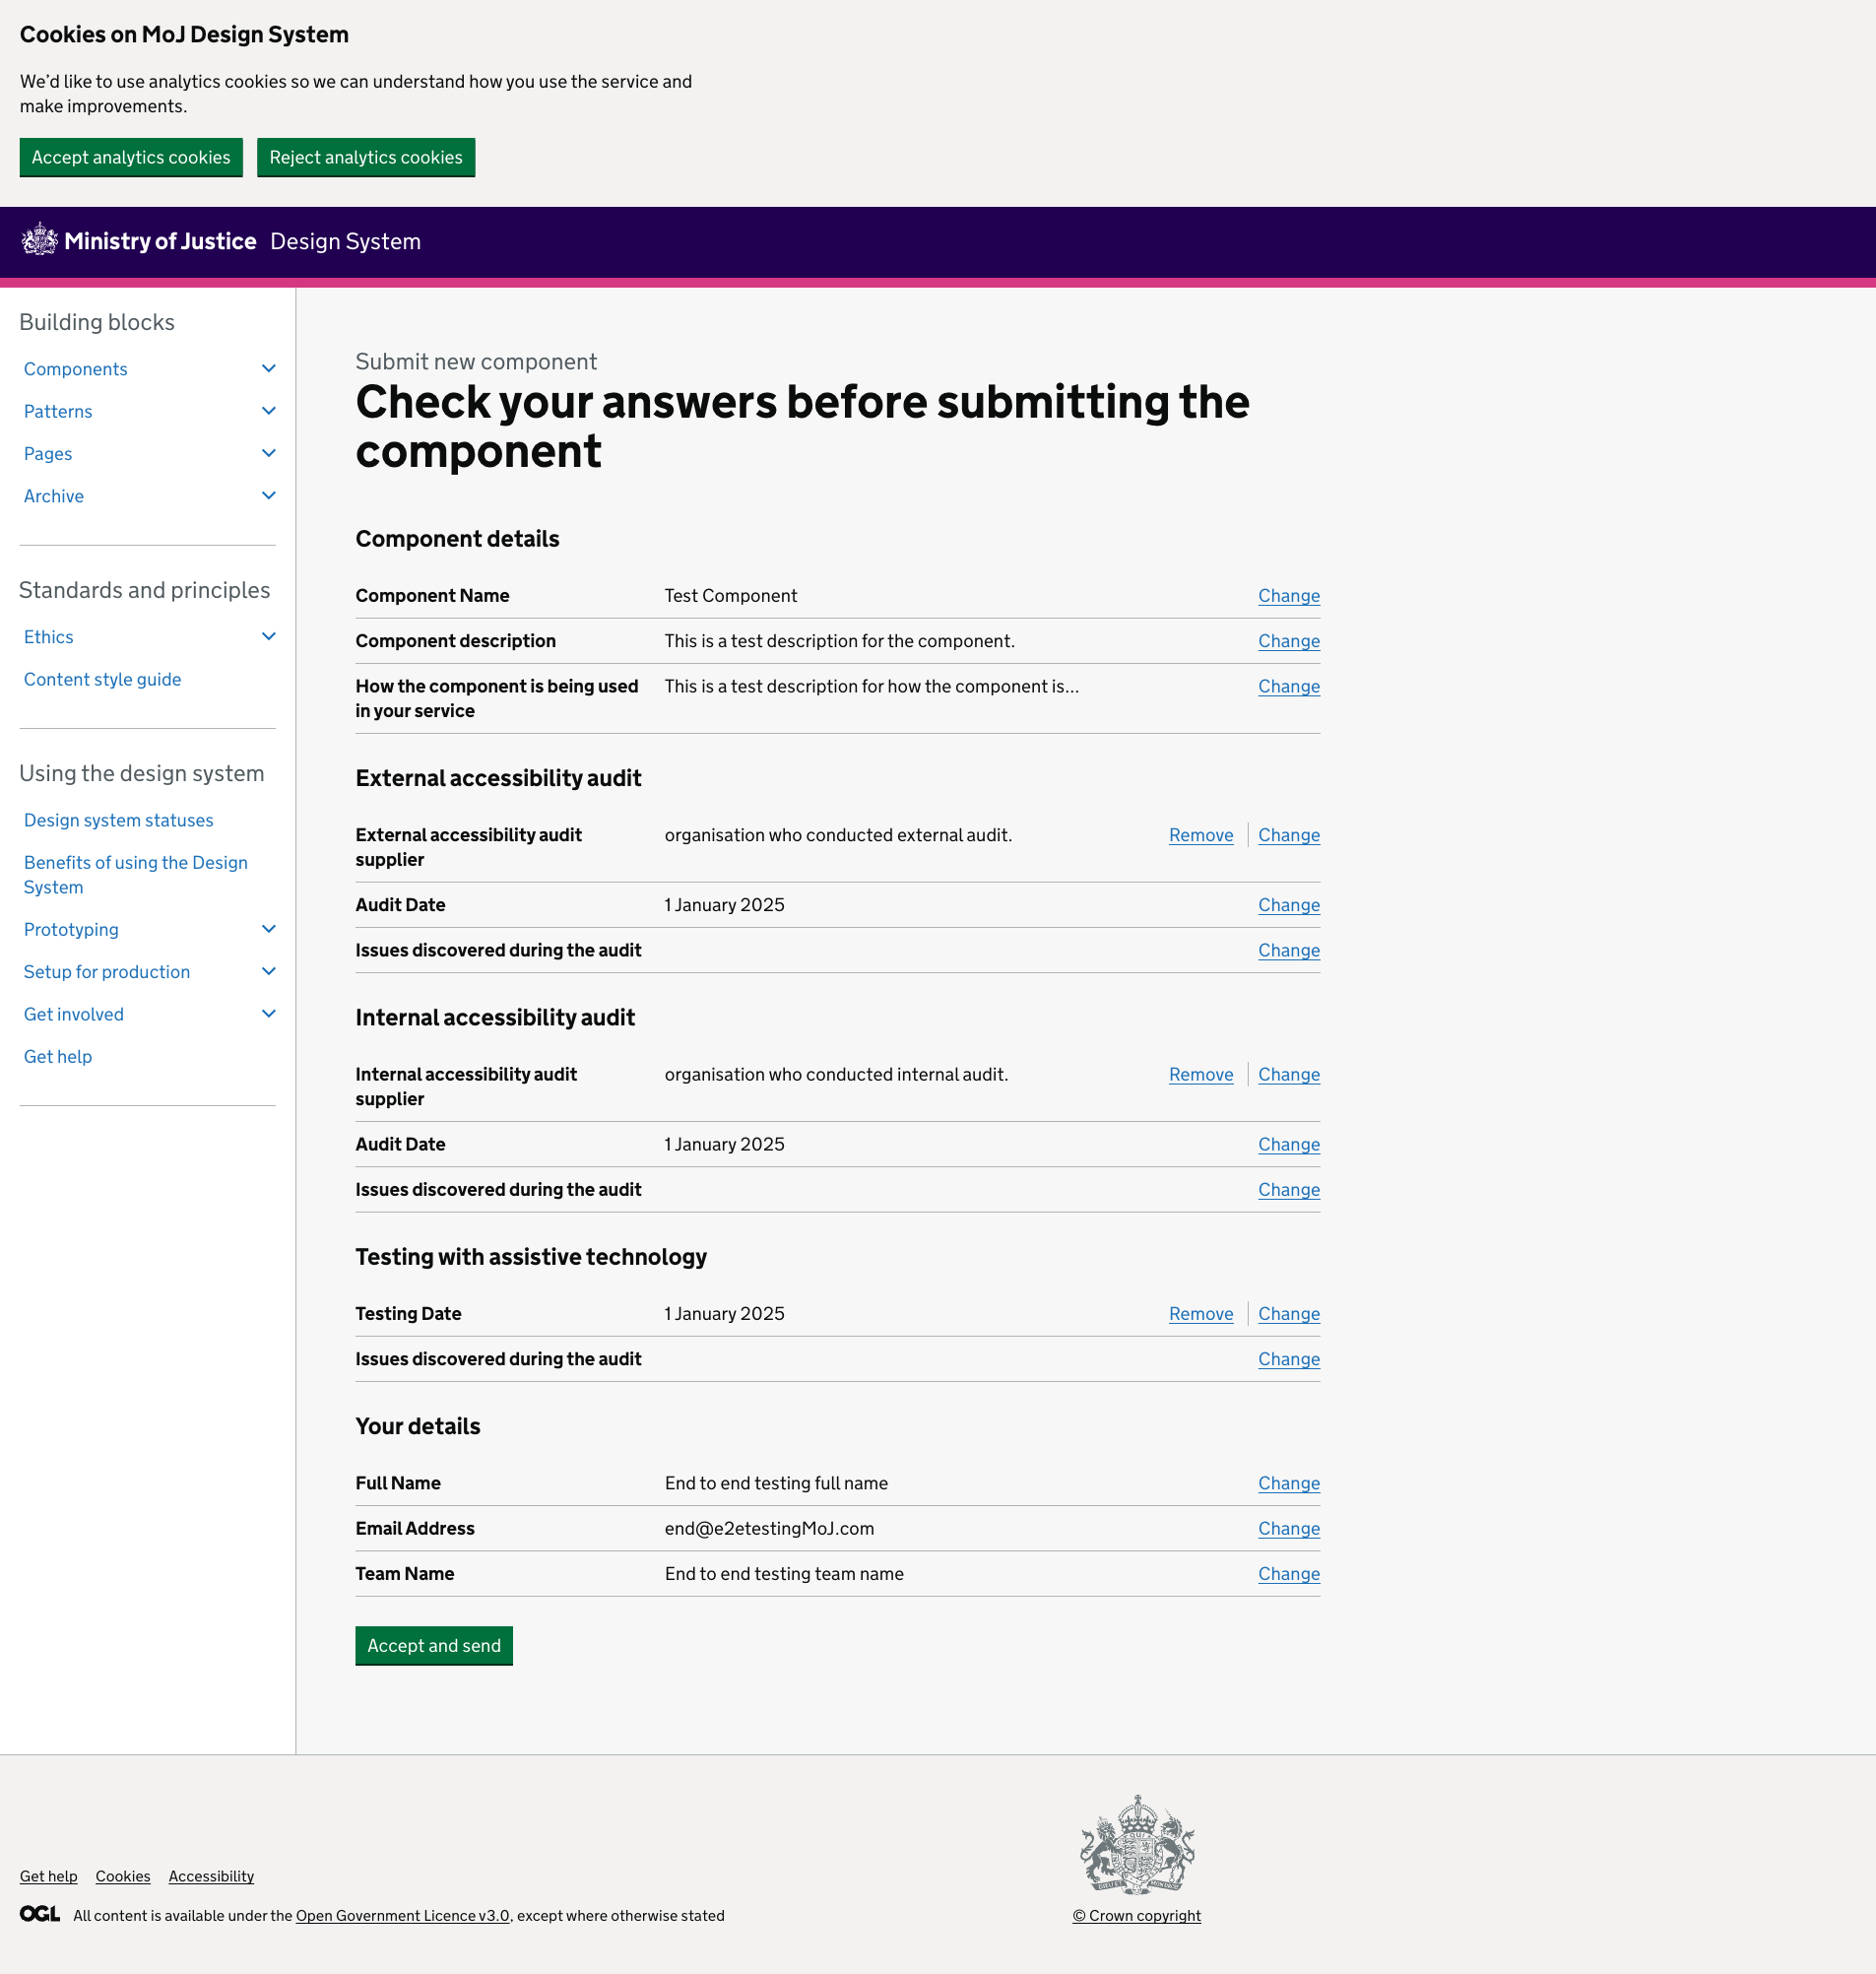 Cookies on MoJ Design System
We’d like to use analytics cookies so we can understand how you use the service and
make improvements.
Accept analytics cookies
Reject analytics cookies
Ministry of Justice Design System
Building blocks
Components
Patterns
Pages
Archive
Standards and principles
Ethics
Content style guide
Using the design system
Design system statuses
Benefits of using the Design
System
Prototyping
Setup for production
Get involved
Get help
Submit new component
Check your answers before submitting the
component
Component details
Component Name Test Component Change
Component description This is a test description for the component. Change
How the component is being used This is a test description for how the component is... Change
in your service
External accessibility audit
External accessibility audit organisation who conducted external audit. Remove Change
supplier
Audit Date 1 January 2025 Change
Issues discovered during the audit Change
Internal accessibility audit
Internal accessibility audit organisation who conducted internal audit. Remove Change
supplier
Audit Date 1 January 2025 Change
Issues discovered during the audit Change
Testing with assistive technology
Testing Date 1 January 2025 Remove Change
Issues discovered during the audit Change
Your details
Full Name End to end testing full name Change
Email Address end@e2etestingMoJ.com Change
Team Name End to end testing team name Change
Accept and send
Get help Cookies Accessibility
OGL All content is available under the Open Government Licence v3.0, except where otherwise stated
© Crown copyright